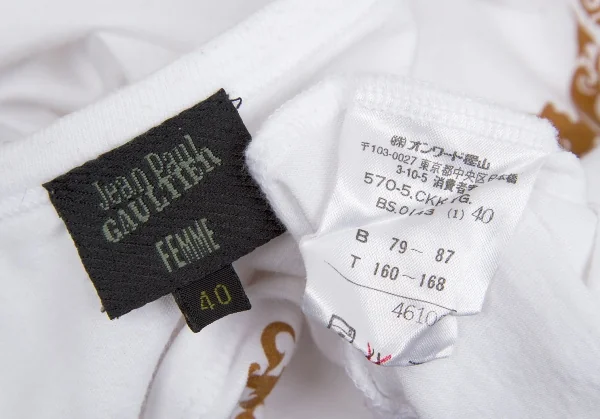 Jean Paul
GAULTIER
FEMME
40
㈱オンワード樫山
〒103-0027 東京都中央区日本橋
3-10-5 消費者
570-5.CKK
BS. (1) 40
B 79～ 87
T 160～168
4610